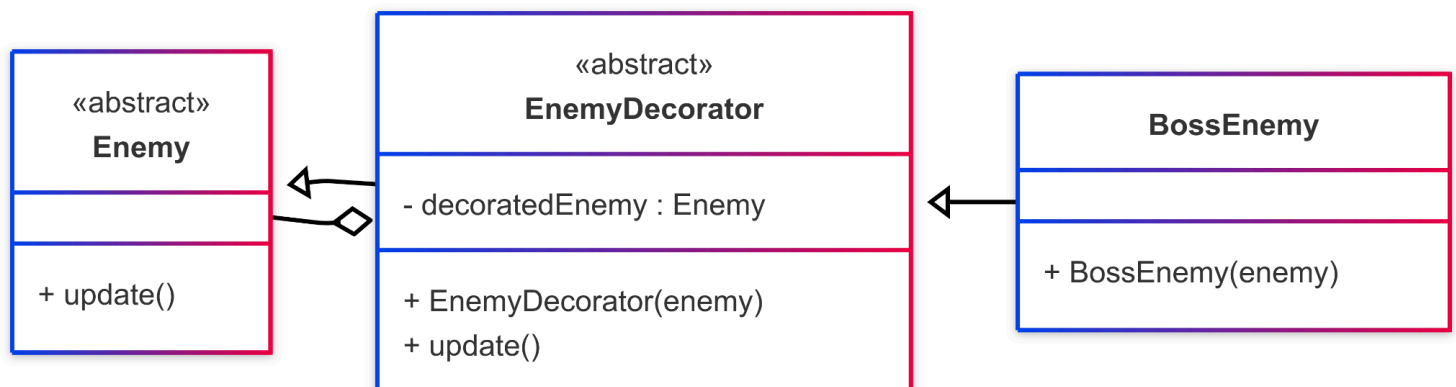 «abstract»
Enemy
+ update()
«abstract»
EnemyDecorator
- decoratedEnemy : Enemy
+ EnemyDecorator(enemy)
+ update()
BossEnemy
+ BossEnemy(enemy)